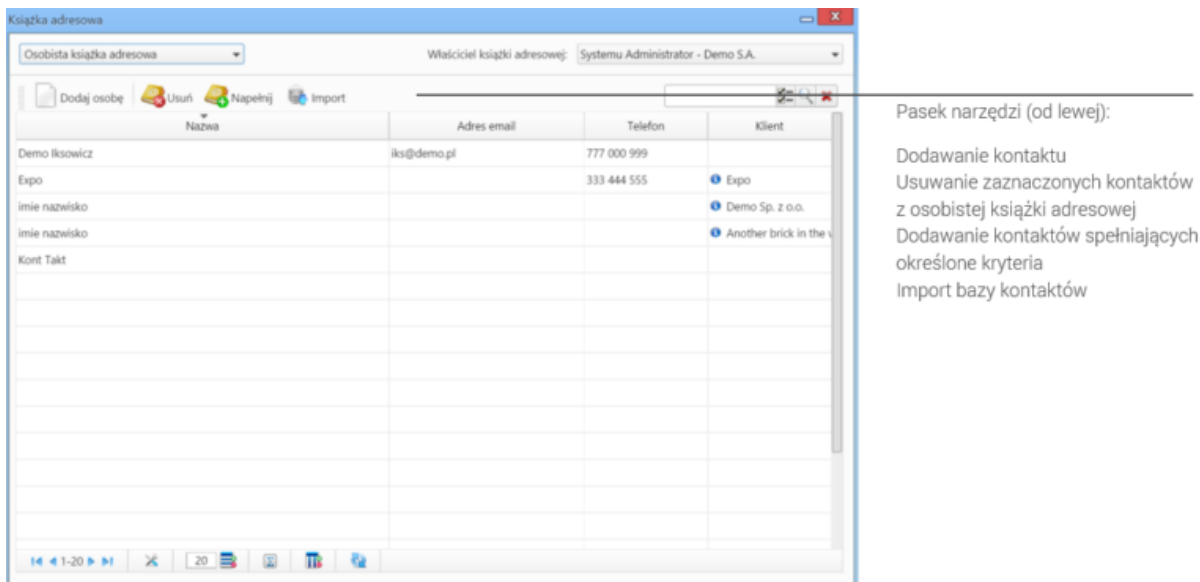 Książka adresowa
Osobista książka adresowa
Właściciel książki adresowej: Systemu Administrator - Demo S.A.
Dodaj osobę Usuń Napełnij Import
Nazwa Adres email Telefon Klient
Demo Iksowicz iks@demo.pl 777 000 999
Expo 333 444 555 Expo
imie nazwisko Demo Sp. z o.o.
imie nazwisko Another brick in the
Kont Takt
1-20 20
Pasek narzędzi (od lewej):
Dodawanie kontaktu
Usuwanie zaznaczonych kontaktów
z osobistej książki adresowej
Dodawanie kontaktów spełniających
określone kryteria
Import bazy kontaktów